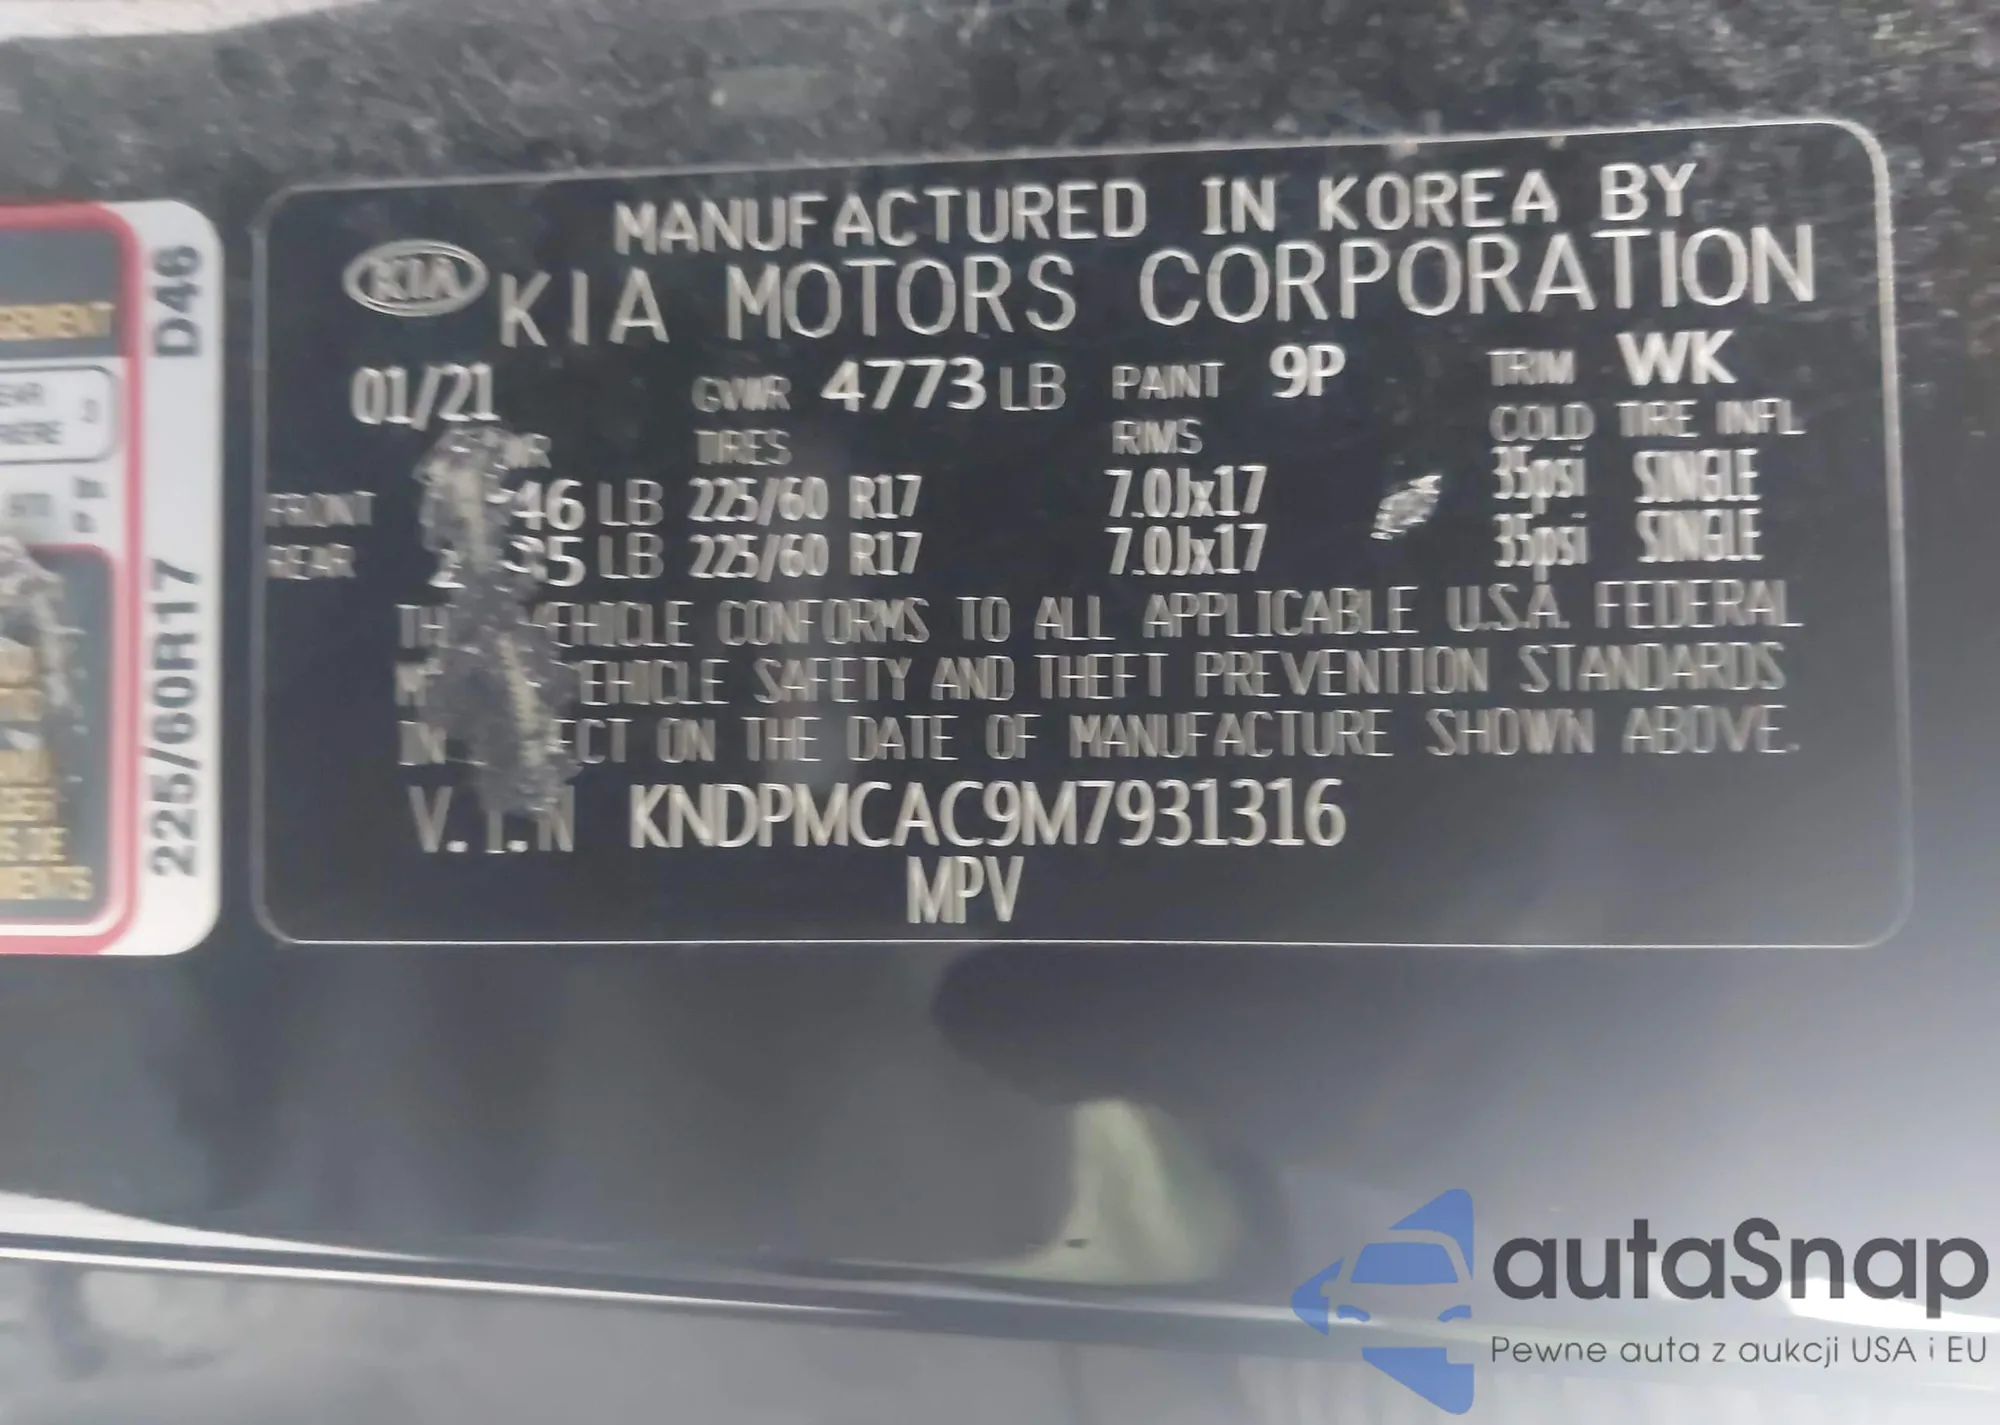 MANUFACTURED IN KOREA BY
KIA KIA MOTORS CORPORATION
01/21 GVWR 4773 LB PAINT 9P TRIM WK
TIRES RIMS COLD TIRE INFL
FRONT 46 LB 225/60 R17 7.0Jx17 35psi SINGLE
REAR 5 LB 225/60 R17 7.0Jx17 35psi SINGLE
CONFORMS TO ALL APPLICABLE U.S.A. FEDERAL
SAFETY AND THEFT PREVENTION STANDARDS
ON THE DATE OF MANUFACTURE SHOWN ABOVE.
V.I.N KNDPMCAC9M7931316
MPV
D46
225/60R17
autaSnap
Pewne auta z aukcji USA i EU